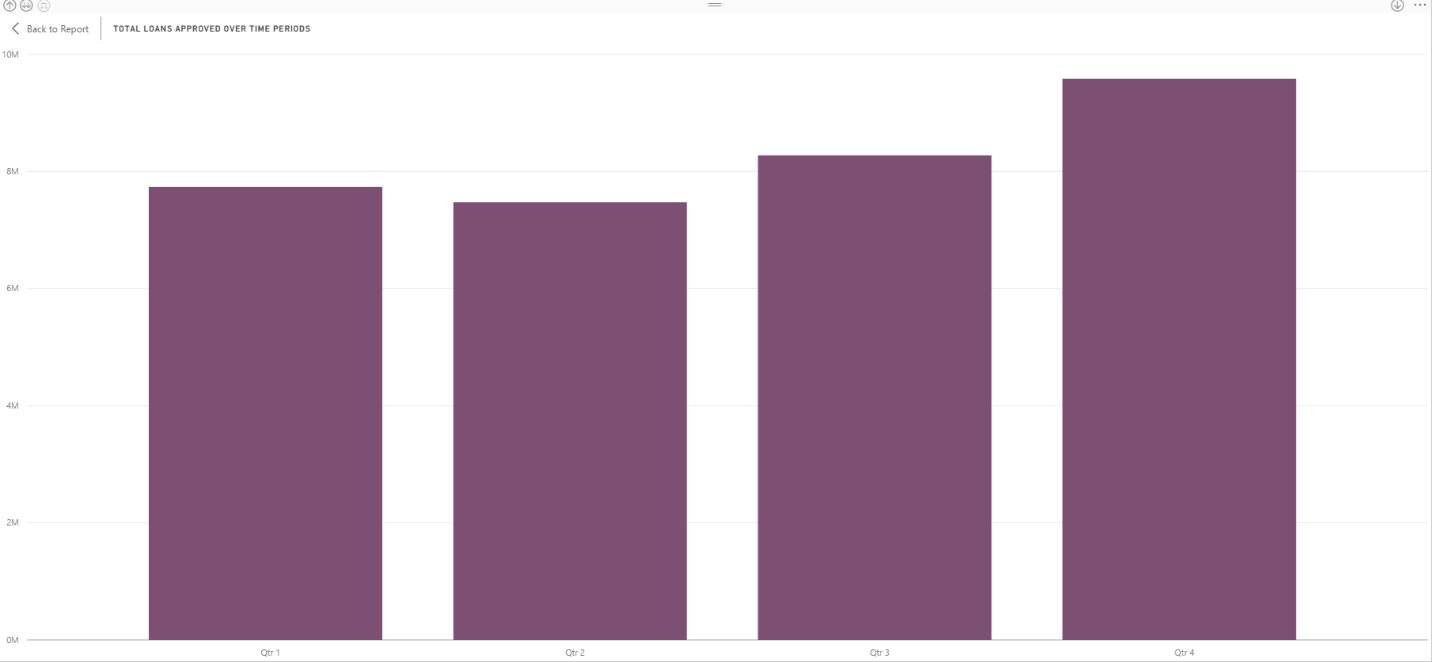 Back to Report
TOTAL LOANS APPROVED OVER TIME PERIODS
10M
8M
6M
4M
2M
0M
Qtr 1
Qtr 2
Qtr 3
Qtr 4